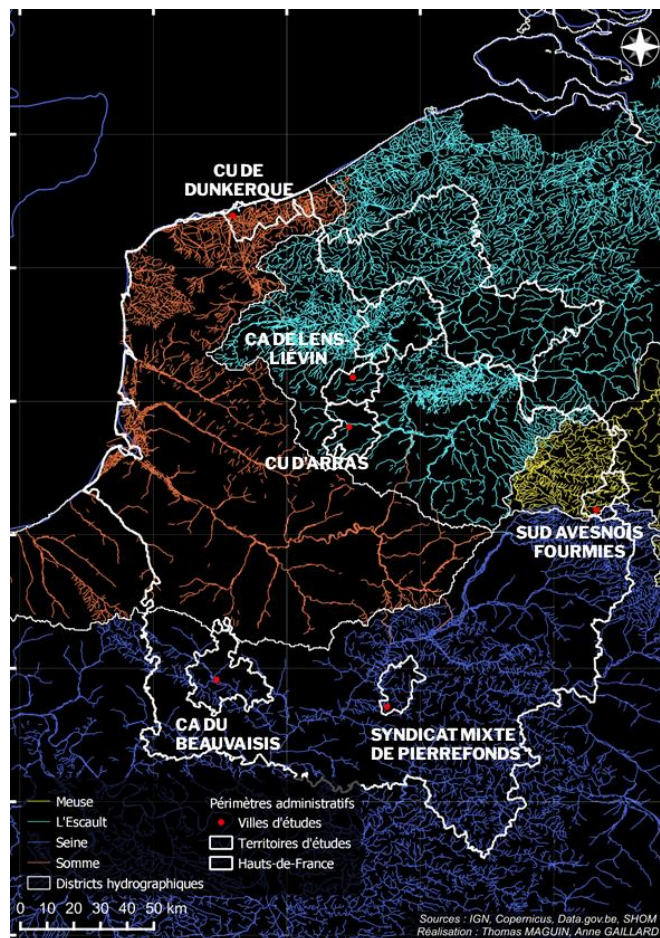 CU DE
DUNKERQUE
CA DE LENS-
LIÉVIN
CU D'ARRAS
SUD AVESNOIS
FOURMIES
CA DU
BEAUVAISIS
SYNDICAT MIXTE
DE PIERREFONDS
Meuse
L'Escault
Seine
Somme
Districts hydrographiques
Périmètres administratifs
Villes d'études
Territoires d'études
Hauts-de-France
0 10 20 30 40 50 km
Sources : IGN, Copernicus, Data.gov.be, SHOM
Réalisation : Thomas MAGUIN, Anne GAILLARD